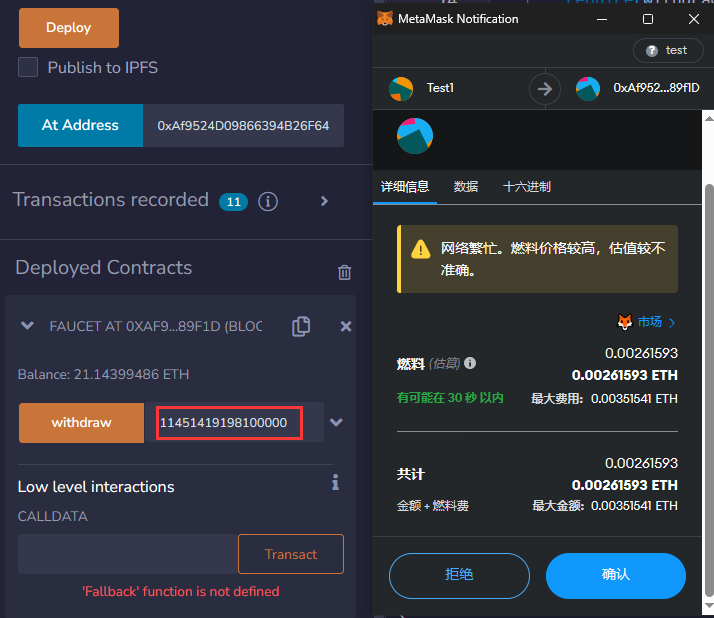 Deploy
Publish to IPFS
At Address
0xAf9524D09866394B26F64
Transactions recorded 11 i
Deployed Contracts
FAUCET AT 0XAF9...89F1D (BLOC
Balance: 21.14399486 ETH
withdraw
11451419198100000
Low level interactions
i
CALLDATA
Transact
'Fallback' function is not defined
MetaMask Notification
? test
Test1
0xAf952...89f1D
详细信息
数据
十六进制
网络繁忙。燃料价格较高，估值较不
准确。
市场
0.00261593
燃料 (估算) i
0.00261593 ETH
有可能在 30 秒 以内
最大费用: 0.00351541 ETH
0.00261593
共计
0.00261593 ETH
金额 + 燃料费
最大金额: 0.00351541 ETH
拒绝
确认